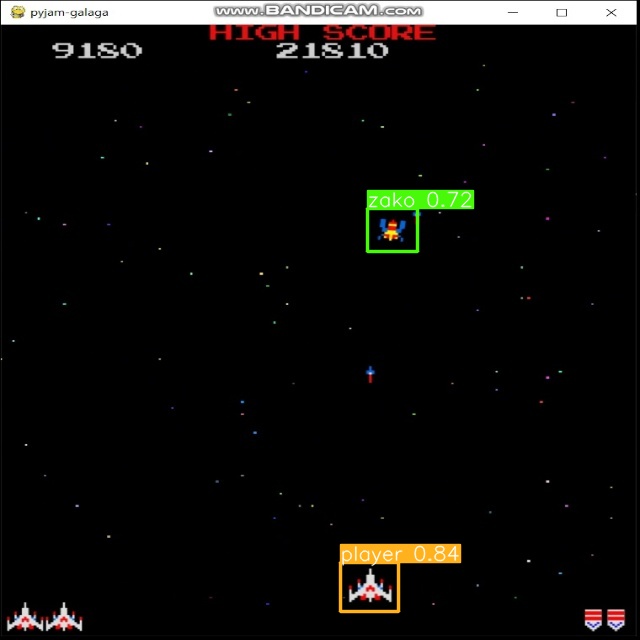 pyjam-galaga
www.BANDICAM.com
HIGH SCORE
9180
21810
zako 0.72
player 0.84